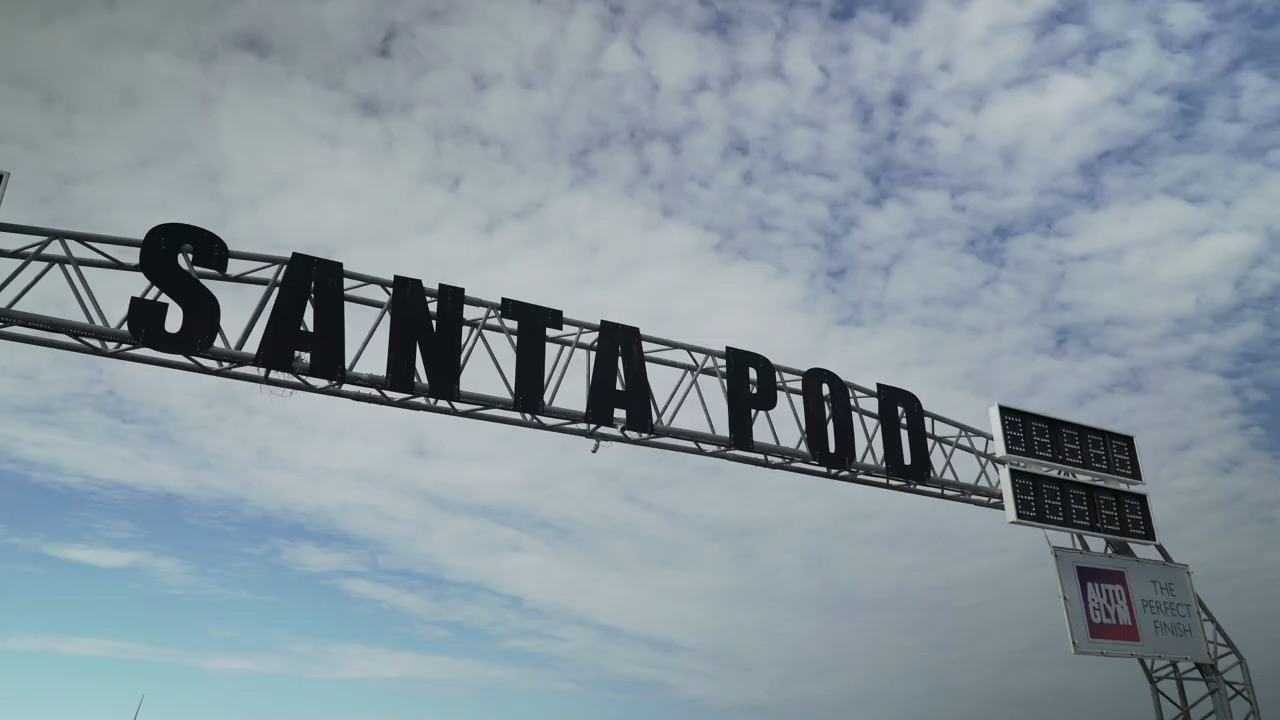 SANTA POD
AUTO
GLYM
THE
PERFECT
FINISH